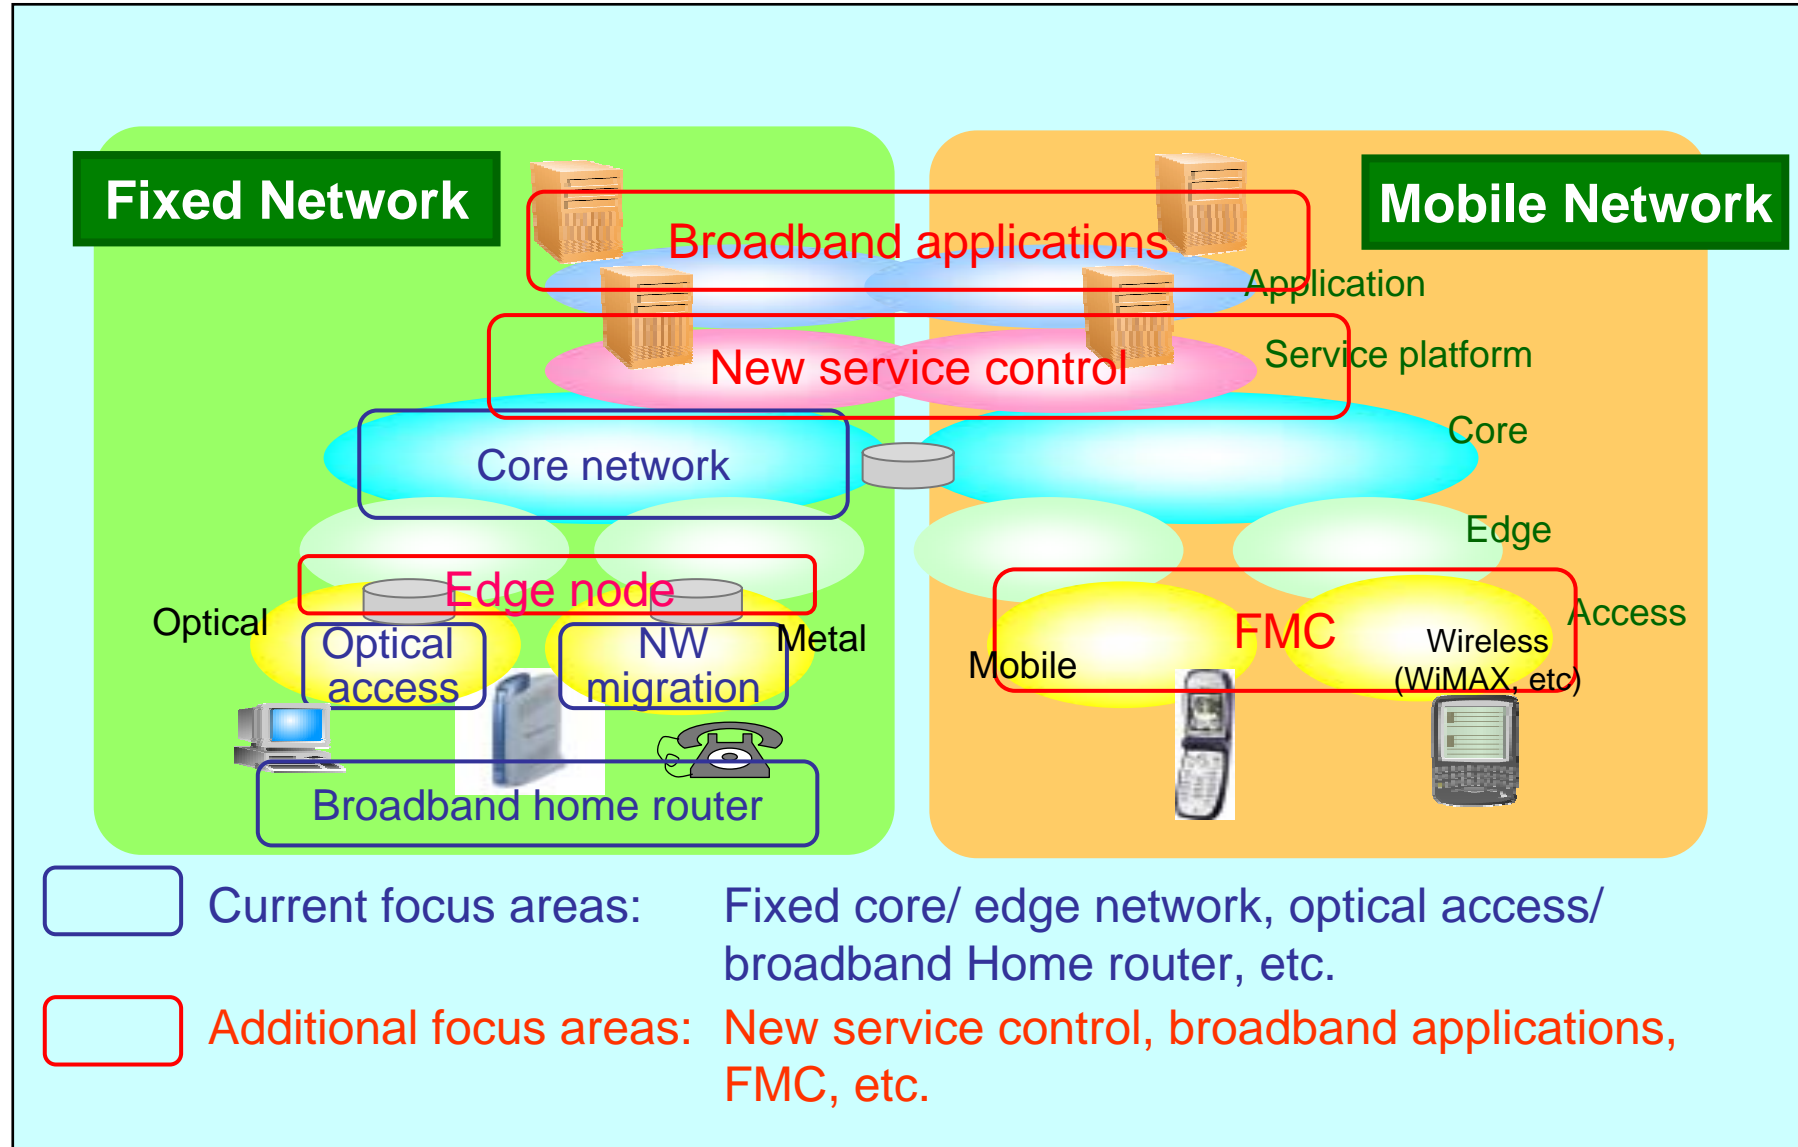 Fixed Network
Mobile Network
Broadband applications
Application
New service control
Service platform
Core network
Core
Edge
Edge node
Optical
Optical
access
NW
migration
Metal
Mobile
FMC
Wireless
(WiMAX, etc)
Access
Broadband home router
Current focus areas: Fixed core/ edge network, optical access/
broadband Home router, etc.
Additional focus areas: New service control, broadband applications,
FMC, etc.